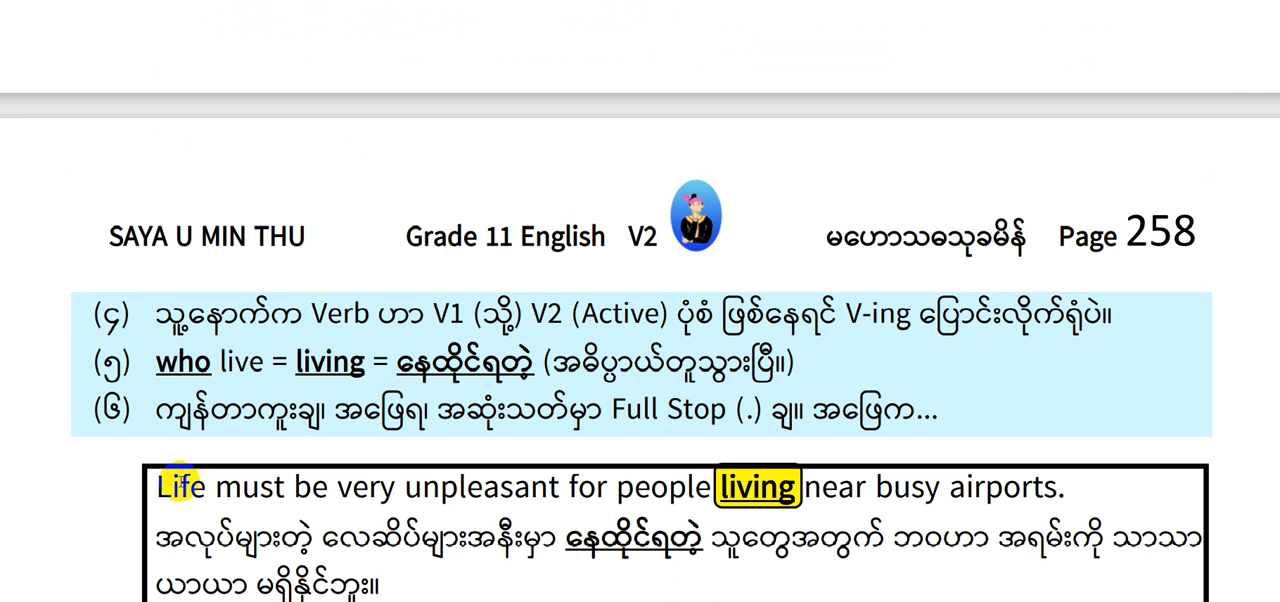 SAYA U MIN THU Grade 11 English V2 မဟောသဓသုခမိန် Page 258
(၄) သူ့နောက်က Verb ဟာ V1 (သို့) V2 (Active) ပုံစံ ဖြစ်နေရင် V-ing ပြောင်းလိုက်ရုံပဲ။
(၅) who live = living = နေထိုင်ရတဲ့ (အဓိပ္ပာယ်တူသွားပြီ။)
(၆) ကျန်တာကူးချ၊ အဖြေရ၊ အဆုံးသတ်မှာ Full Stop (.) ချ။ အဖြေက...
Life must be very unpleasant for people living near busy airports.
အလုပ်များတဲ့ လေဆိပ်များအနီးမှာ နေထိုင်ရတဲ့ သူတွေအတွက် ဘဝဟာ အရမ်းကို သာသာ
ယာယာ မရှိနိုင်ဘူး။